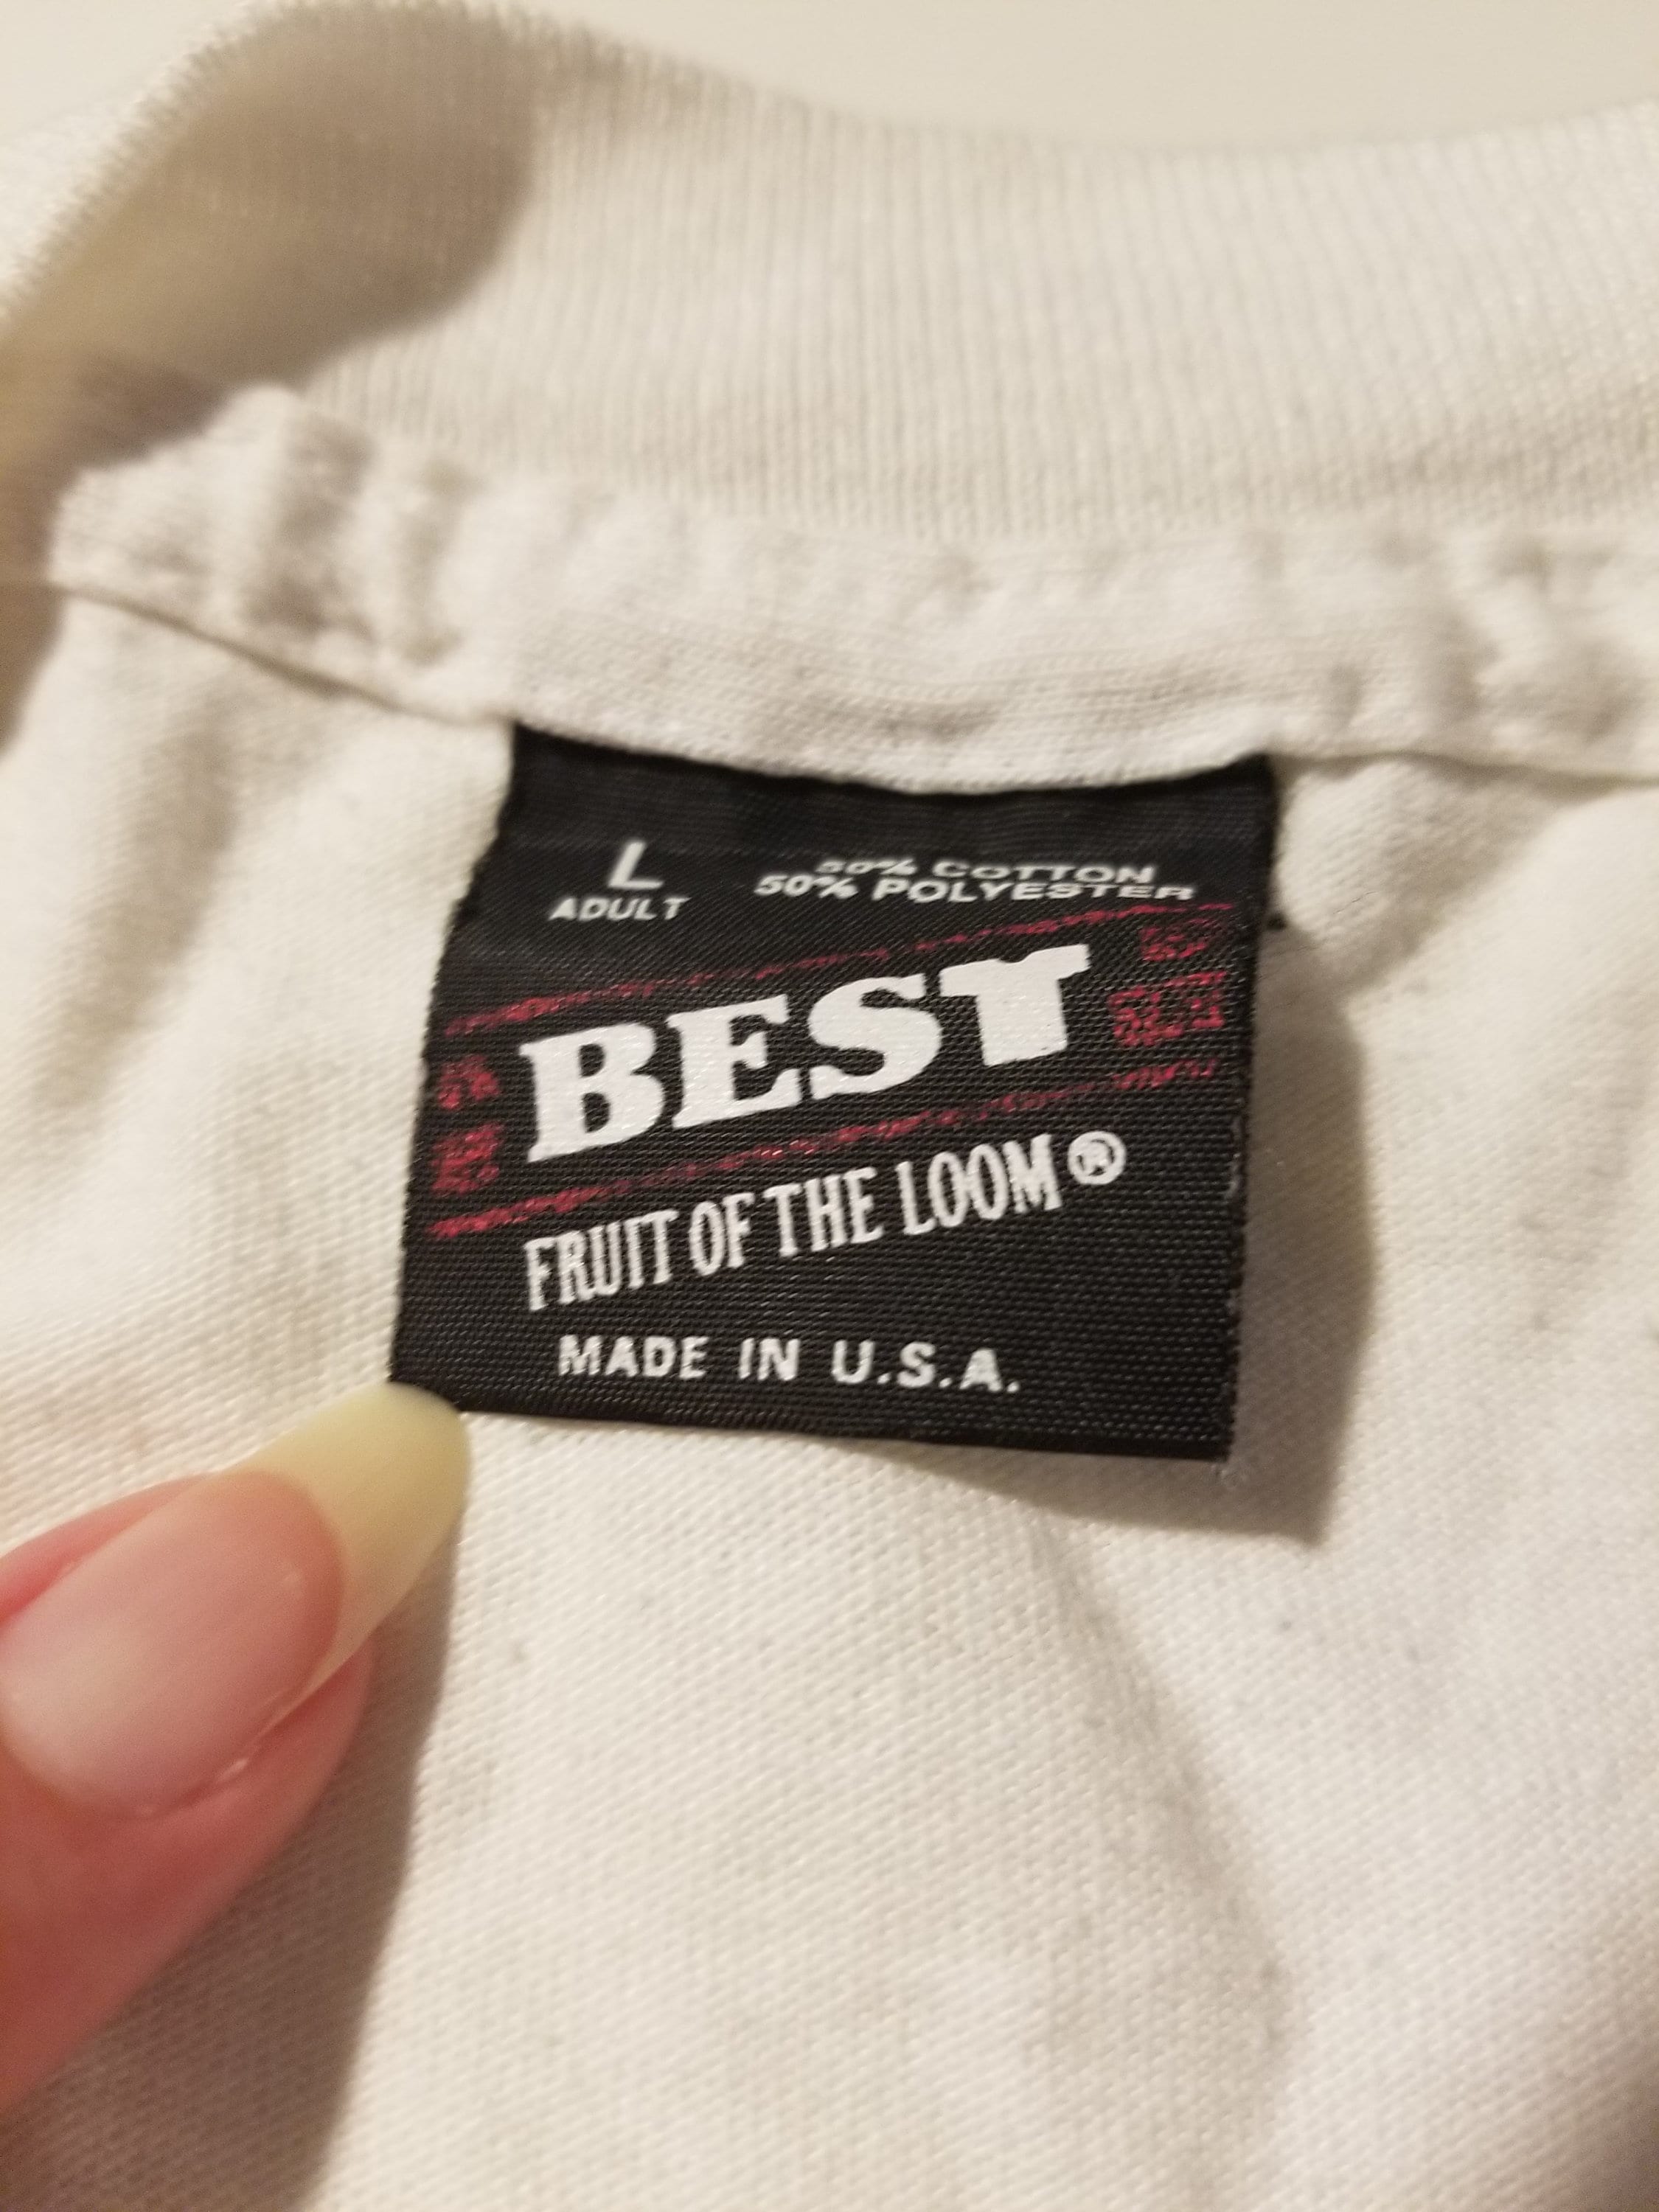 L
ADULT
50% COTTON
50% POLYESTER
BEST
FRUIT OF THE LOOM®
MADE IN U.S.A.